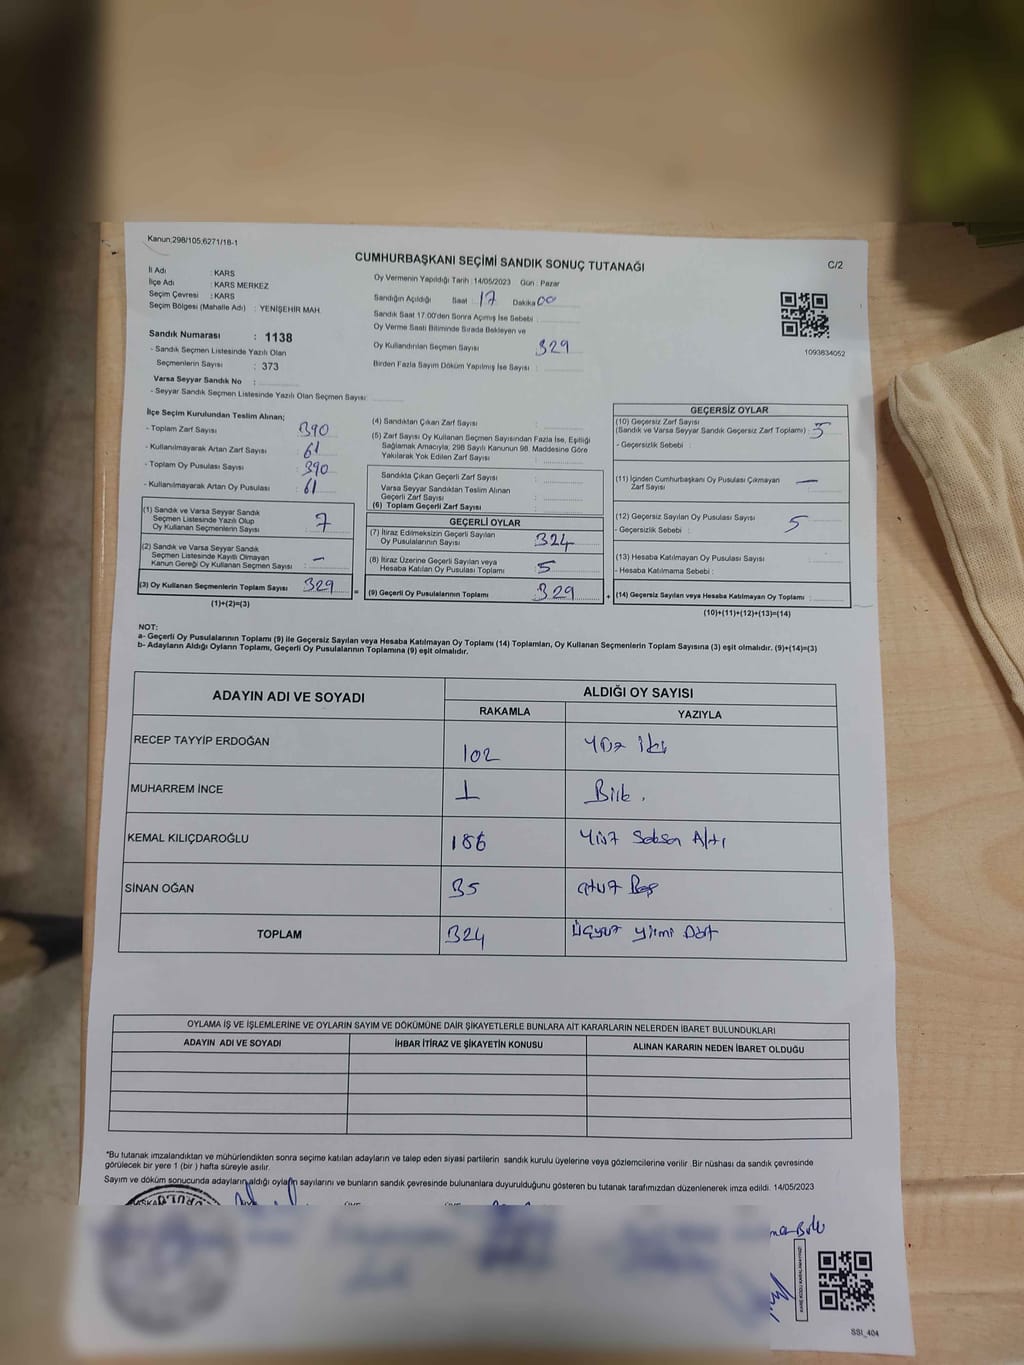 Kanun;298/105,6271/18-1
CUMHURBAŞKANI SEÇİMİ SANDIK SONUÇ TUTANAĞI
C/2
İl Adı : KARS
İlçe Adı : KARS MERKEZ
Seçim Çevresi : KARS
Seçim Bölgesi (Mahalle Adı) : YENİŞEHİR MAH.
Oy Vermenin Yapıldığı Tarih : 14/05/2023 Gün : Pazar
Sandığın Açıldığı Saat : 17 Dakika 00
Sandık Saat 17.00'den Sonra Açımış İse Sebebi :
Oy Verme Saati Bitiminde Sırada Bekleyen ve
Oy Kullandırılan Seçmen Sayısı : 329
Birden Fazla Sayım Döküm Yapılmış İse Sayısı :
1093834052
Sandık Numarası : 1138
- Sandık Seçmen Listesinde Yazılı Olan
Seçmenlerin Sayısı : 373
Varsa Seyyar Sandık No :
- Seyyar Sandık Seçmen Listesinde Yazılı Olan Seçmen Sayısı:
İlçe Seçim Kurulundan Teslim Alınan;
- Toplam Zarf Sayısı : 390
- Kullanılmayarak Artan Zarf Sayısı : 61
- Toplam Oy Pusulası Sayısı : 390
- Kullanılmayarak Artan Oy Pusulası : 61
(1) Sandık ve Varsa Seyyar Sandık
Seçmen Listesinde Yazılı Olup
Oy Kullanan Seçmenlerin Sayısı : 7
(2) Sandık ve Varsa Seyyar Sandık
Seçmen Listesinde Kayıtlı Olmayan
Kanun Gereği Oy Kullanan Seçmen Sayısı : -
(3) Oy Kullanan Seçmenlerin Toplam Sayısı : 329
(1)+(2)=(3)
(4) Sandıktan Çıkan Zarf Sayısı :
(5) Zarf Sayısı Oy Kullanan Seçmen Sayısından Fazla İse, Eşitliği
Sağlamak Amacıyla; 298 Sayılı Kanunun 98. Maddesine Göre
Yakılarak Yok Edilen Zarf Sayısı :
Sandıkta Çıkan Geçerli Zarf Sayısı :
Varsa Seyyar Sandıktan Teslim Alınan
Geçerli Zarf Sayısı :
(6) Toplam Geçerli Zarf Sayısı :
GEÇERLİ OYLAR
(7) İtiraz Edilmeksizin Geçerli Sayılan
Oy Pusulalarının Sayısı : 324
(8) İtiraz Üzerine Geçerli Sayılan veya
Hesaba Katılan Oy Pusulası Toplamı : 5
= (9) Geçerli Oy Pusulalarının Toplamı : 329
GEÇERSİZ OYLAR
(10) Geçersiz Zarf Sayısı
(Sandık ve Varsa Seyyar Sandık Geçersiz Zarf Toplamı) : 5
- Geçersizlik Sebebi :
(11) İçinden Cumhurbaşkanı Oy Pusulası Çıkmayan
Zarf Sayısı : -
(12) Geçersiz Sayılan Oy Pusulası Sayısı : 5
- Geçersizlik Sebebi :
(13) Hesaba Katılmayan Oy Pusulası Sayısı :
- Hesaba Katılmama Sebebi :
+ (14) Geçersiz Sayılan veya Hesaba Katılmayan Oy Toplamı :
(10)+(11)+(12)+(13)=(14)
NOT:
a- Geçerli Oy Pusulalarının Toplamı (9) ile Geçersiz Sayılan veya Hesaba Katılmayan Oy Toplamı (14) Toplamları, Oy Kullanan Seçmenlerin Toplam Sayısına (3) eşit olmalıdır. (9)+(14)=(3)
b- Adayların Aldığı Oyların Toplamı, Geçerli Oy Pusulalarının Toplamına (9) eşit olmalıdır.
ADAYIN ADI VE SOYADI ALDIĞI OY SAYISI
RAKAMLA YAZIYLA
RECEP TAYYİP ERDOĞAN 102 Yüz iki
MUHARREM İNCE 1
KEMAL KILIÇDAROĞLU 186 Yüz Seksen Altı
SİNAN OĞAN 35 otuz Beş
TOPLAM 324 Üçyüz yirmi Dört
OYLAMA İŞ VE İŞLEMLERİNE VE OYLARIN SAYIM VE DÖKÜMÜNE DAİR ŞİKAYETLERLE BUNLARA AİT KARARLARIN NELERDEN İBARET BULUNDUKLARI
ADAYIN ADI VE SOYADI İHBAR İTİRAZ VE ŞİKAYETİN KONUSU ALINAN KARARIN NEDEN İBARET OLDUĞU
*Bu tutanak imzalandıktan ve mühürlendikten sonra seçime katılan adayların ve talep eden siyasi partilerin sandık kurulu üyelerine veya gözlemcilerine verilir .Bir nüshası da sandık çevresinde
görülecek bir yere 1 (bir ) hafta süreyle asılır.
Sayım ve döküm sonucunda adayların aldığı oyların sayılarını ve bunların sandık çevresinde bulunanlara duyurulduğunu gösteren bu tutanak tarafımızdan düzenlenerek imza edildi. 14/05/2023
KARE KODU KARALAMAYINIZ!
SSI_404